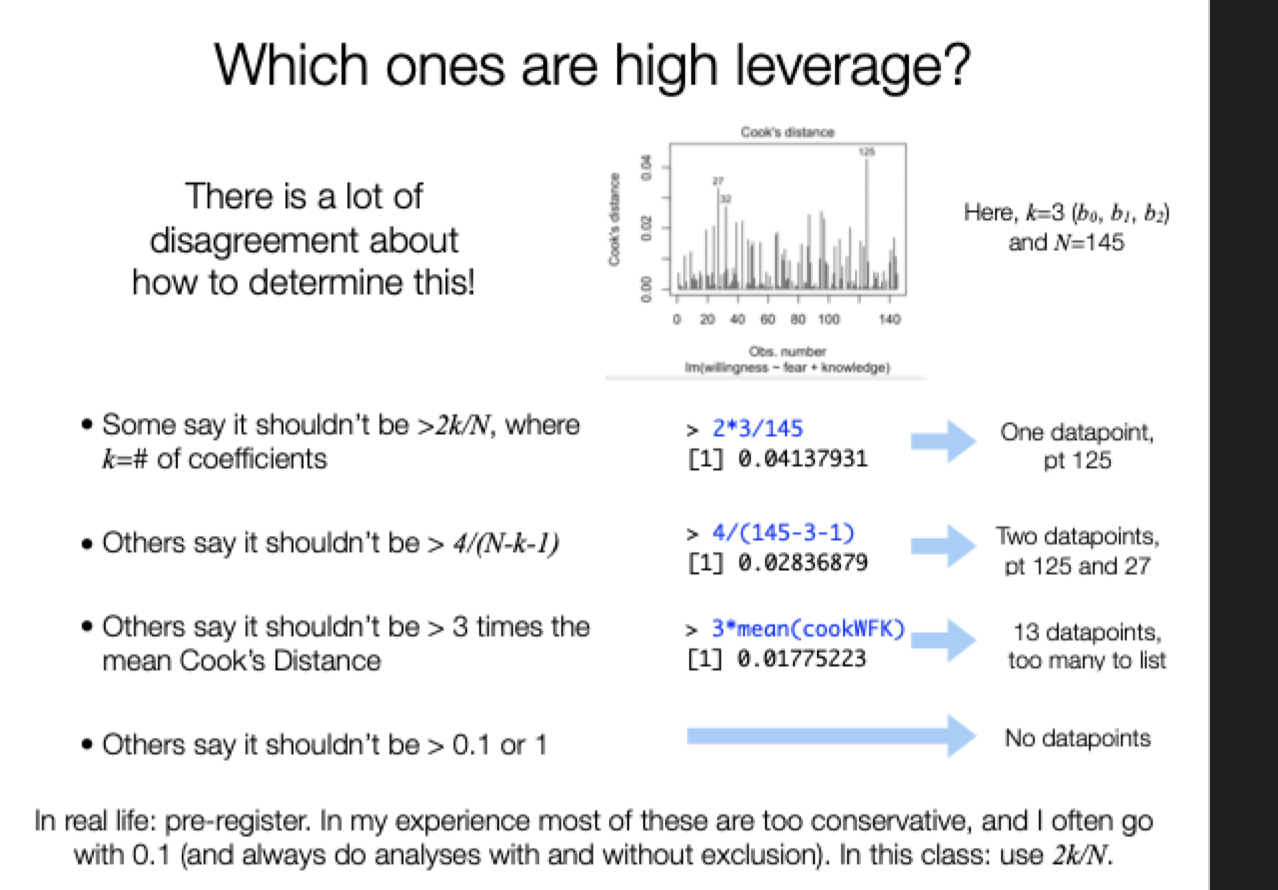 Which ones are high leverage?
There is a lot of
disagreement about
how to determine this!
Cook's distance
Cook's distance
0.00
0.02
0.04
27
32
125
0 20 40 60 80 100 140
Obs. number
lm(willingness ~ fear + knowledge)
Here, k=3 (b₀, b₁, b₂)
and N=145
• Some say it shouldn't be >2k/N, where
k=# of coefficients
> 2*3/145
[1] 0.04137931
One datapoint,
pt 125
• Others say it shouldn't be > 4/(N-k-1)
> 4/(145-3-1)
[1] 0.02836879
Two datapoints,
pt 125 and 27
• Others say it shouldn't be > 3 times the
mean Cook's Distance
> 3*mean(cookWFK)
[1] 0.01775223
13 datapoints,
too many to list
• Others say it shouldn't be > 0.1 or 1
No datapoints
In real life: pre-register. In my experience most of these are too conservative, and I often go
with 0.1 (and always do analyses with and without exclusion). In this class: use 2k/N.